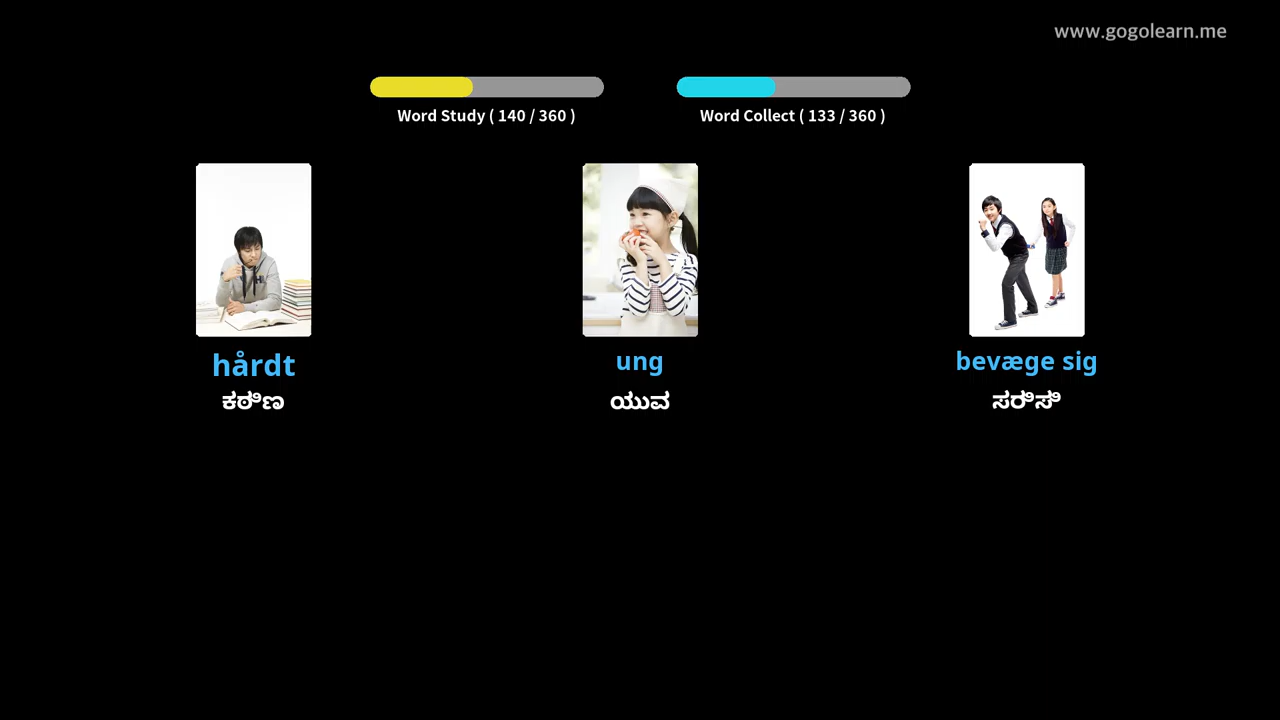 www.gogolearn.me
Word Study ( 140 / 360 )
Word Collect ( 133 / 360 )
hårdt
ung
bevæge sig
ಕಠಿಣ
ಯುವ
ಸರಿಸಿ